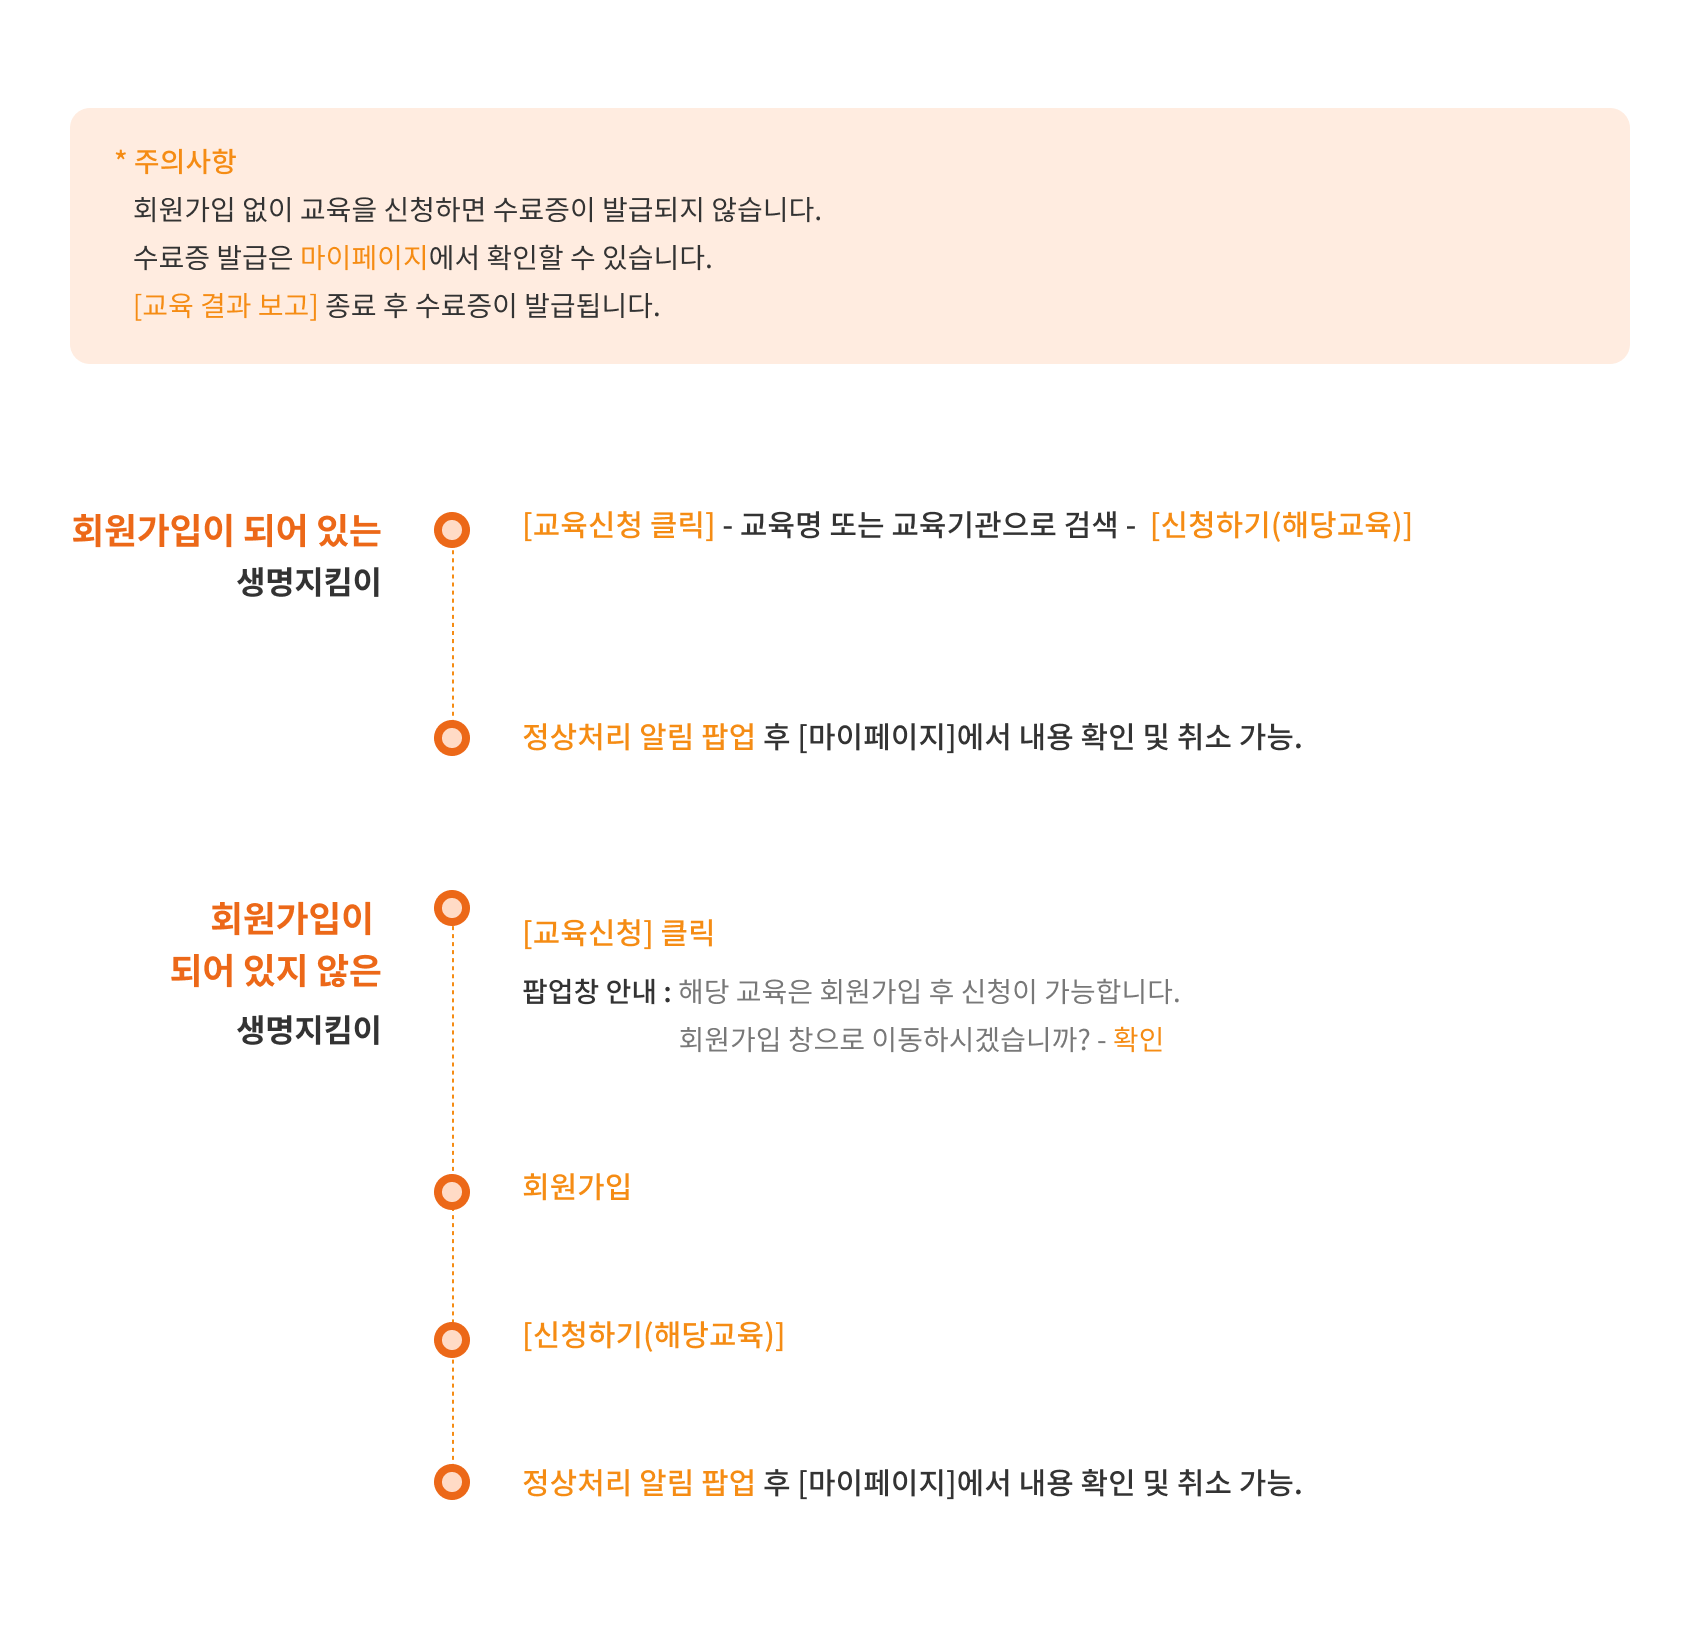 * 주의사항
회원가입 없이 교육을 신청하면 수료증이 발급되지 않습니다.
수료증 발급은 마이페이지에서 확인할 수 있습니다.
[교육 결과 보고] 종료 후 수료증이 발급됩니다.
회원가입이 되어 있는
생명지킴이
[교육신청 클릭] - 교육명 또는 교육기관으로 검색 - [신청하기(해당교육)]
정상처리 알림 팝업 후 [마이페이지]에서 내용 확인 및 취소 가능.
회원가입이
되어 있지 않은
생명지킴이
[교육신청] 클릭
팝업창 안내 : 해당 교육은 회원가입 후 신청이 가능합니다.
회원가입 창으로 이동하시겠습니까? - 확인
회원가입
[신청하기(해당교육)]
정상처리 알림 팝업 후 [마이페이지]에서 내용 확인 및 취소 가능.